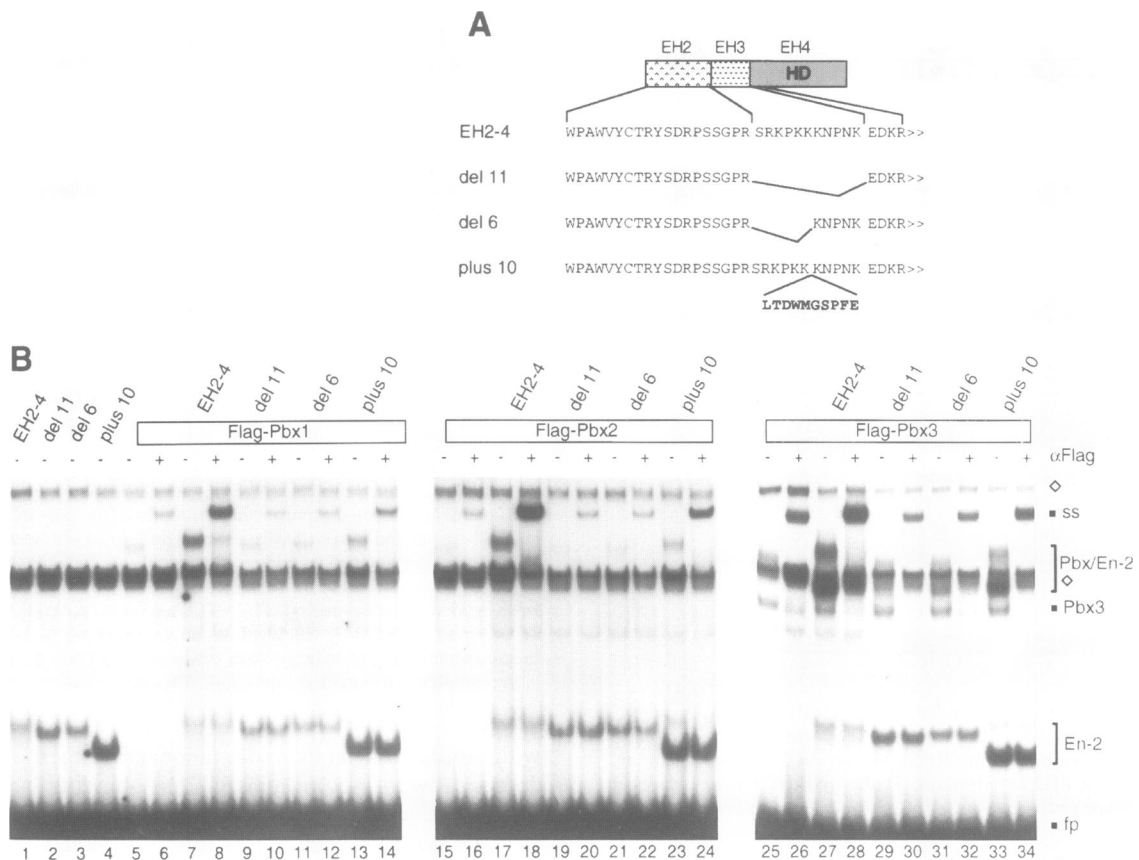 A
EH2 EH3 EH4
HD
EH2-4 WPAWVYCTRYSDRPSSGPR SRKPKKKNPNK EDKR>>
del 11 WPAWVYCTRYSDRPSSGPR EDKR>>
del 6 WPAWVYCTRYSDRPSSGPR KNPNK EDKR>>
plus 10 WPAWVYCTRYSDRPSSGPRSRKPKKKNPNK EDKR>>
LTDWMGSPFE
B
EH2-4 del 11 del 6 plus 10 EH2-4 del 11 del 6 plus 10 EH2-4 del 11 del 6 plus 10 EH2-4 del 11 del 6 plus 10
Flag-Pbx1 Flag-Pbx2 Flag-Pbx3
- - - - - + - + - + - + - + - + - + - + - + - + - + - + - + - + - + αFlag
◇
▪ ss
Pbx/En-2
◇
▪ Pbx3
En-2
▪ fp
1 2 3 4 5 6 7 8 9 10 11 12 13 14 15 16 17 18 19 20 21 22 23 24 25 26 27 28 29 30 31 32 33 34